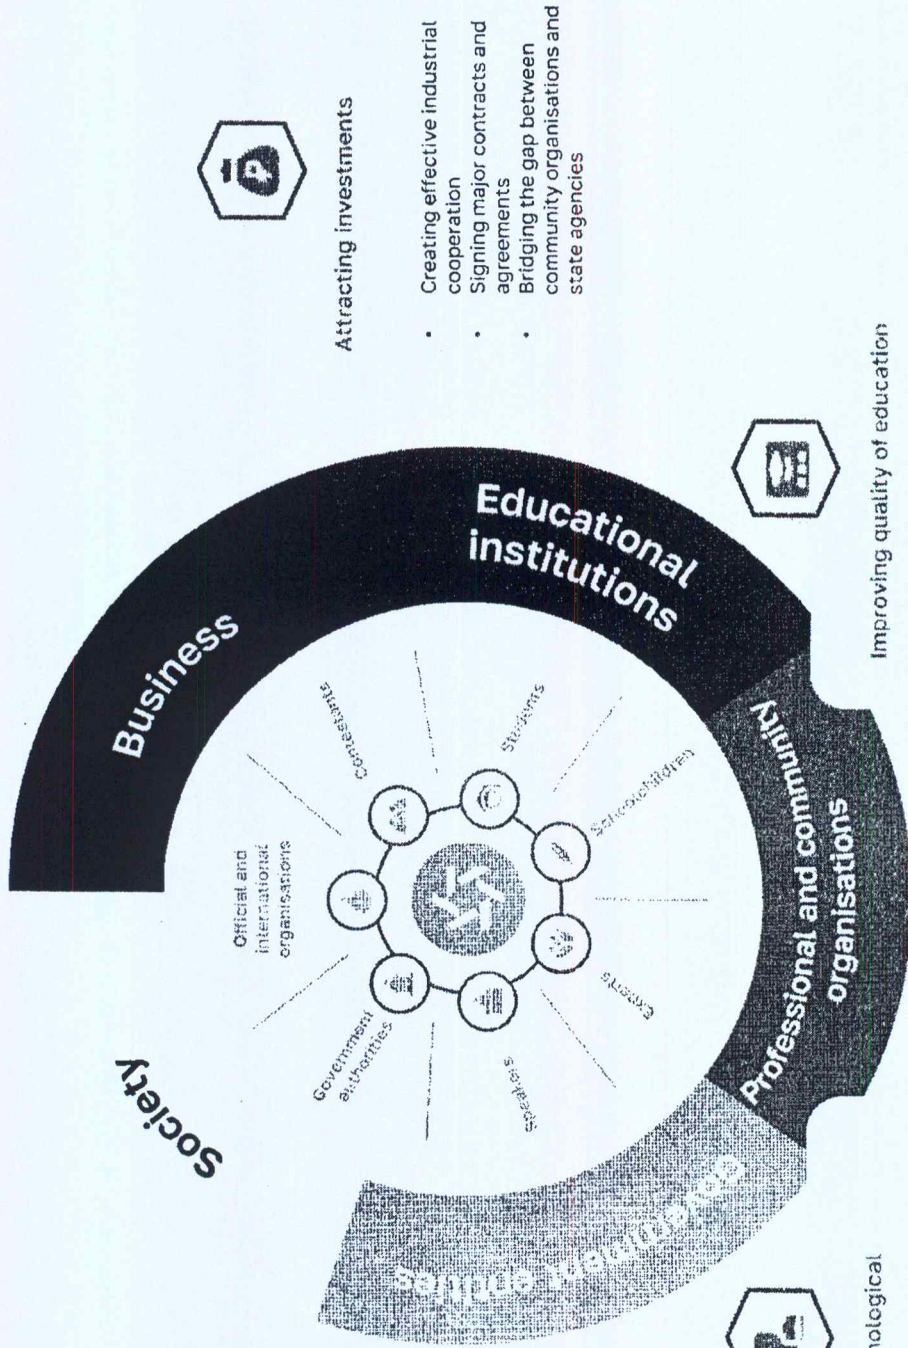 Society
Business
Official and
international
organisations
Government
authorities
Contestants
Speakers
Students
Experts
Schoolchildren
Government entities
Educational
institutions
Professional and community
organisations
Attracting investments
• Creating effective industrial
cooperation
• Signing major contracts and
agreements
• Bridging the gap between
community organisations and
state agencies
nological
Improving quality of education